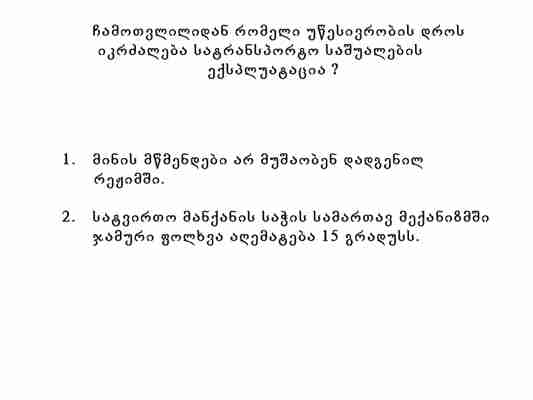 ჩამოთვლილიდან რომელი უწესივრობის დროს
იკრძალება სატრანსპორტო საშუალების
ექსპლუატაცია ?
1. მინის მწმენდები არ მუშაობენ დადგენილ
რეჟიმში.
2. სატვირთო მანქანის საჭის სამართავ მექანიზმში
ჯამური ფოლხვა აღემატება 15 გრადუსს.